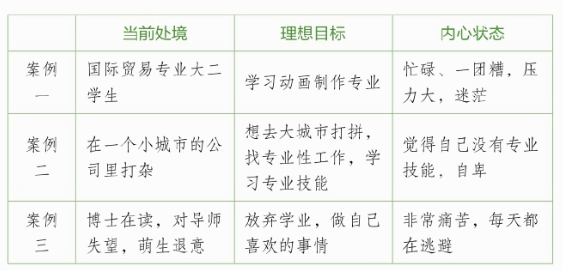 当前处境 理想目标 内心状态
案例一 国际贸易专业大二学生 学习动画制作专业 忙碌、一团糟，压力大，迷茫
案例二 在一个小城市的公司里打杂 想去大城市打拼，找专业性工作，学习专业技能 觉得自己没有专业技能，自卑
案例三 博士在读，对导师失望，萌生退意 放弃学业，做自己喜欢的事情 非常痛苦，每天都在逃避